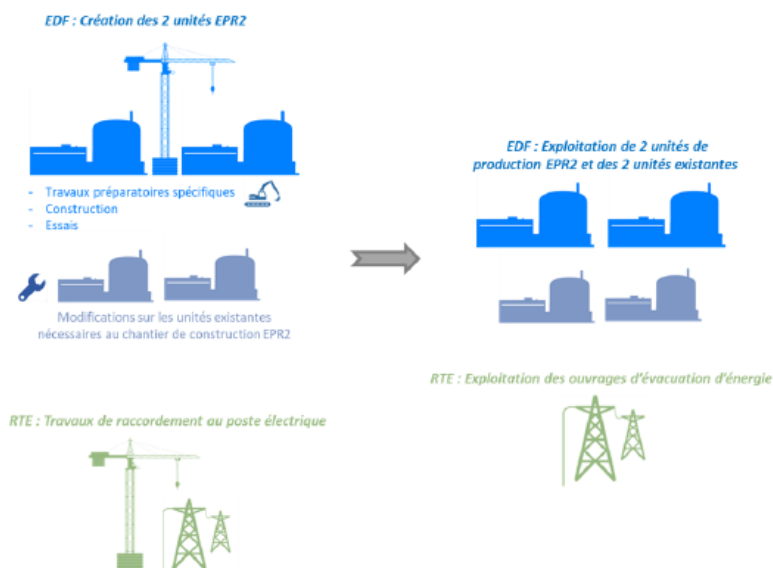 EDF : Création des 2 unités EPR2
- Travaux préparatoires spécifiques
- Construction
- Essais
Modifications sur les unités existantes
nécessaires au chantier de construction EPR2
RTE : Travaux de raccordement au poste électrique
EDF : Exploitation de 2 unités de
production EPR2 et des 2 unités existantes
RTE : Exploitation des ouvrages d'évacuation d'énergie